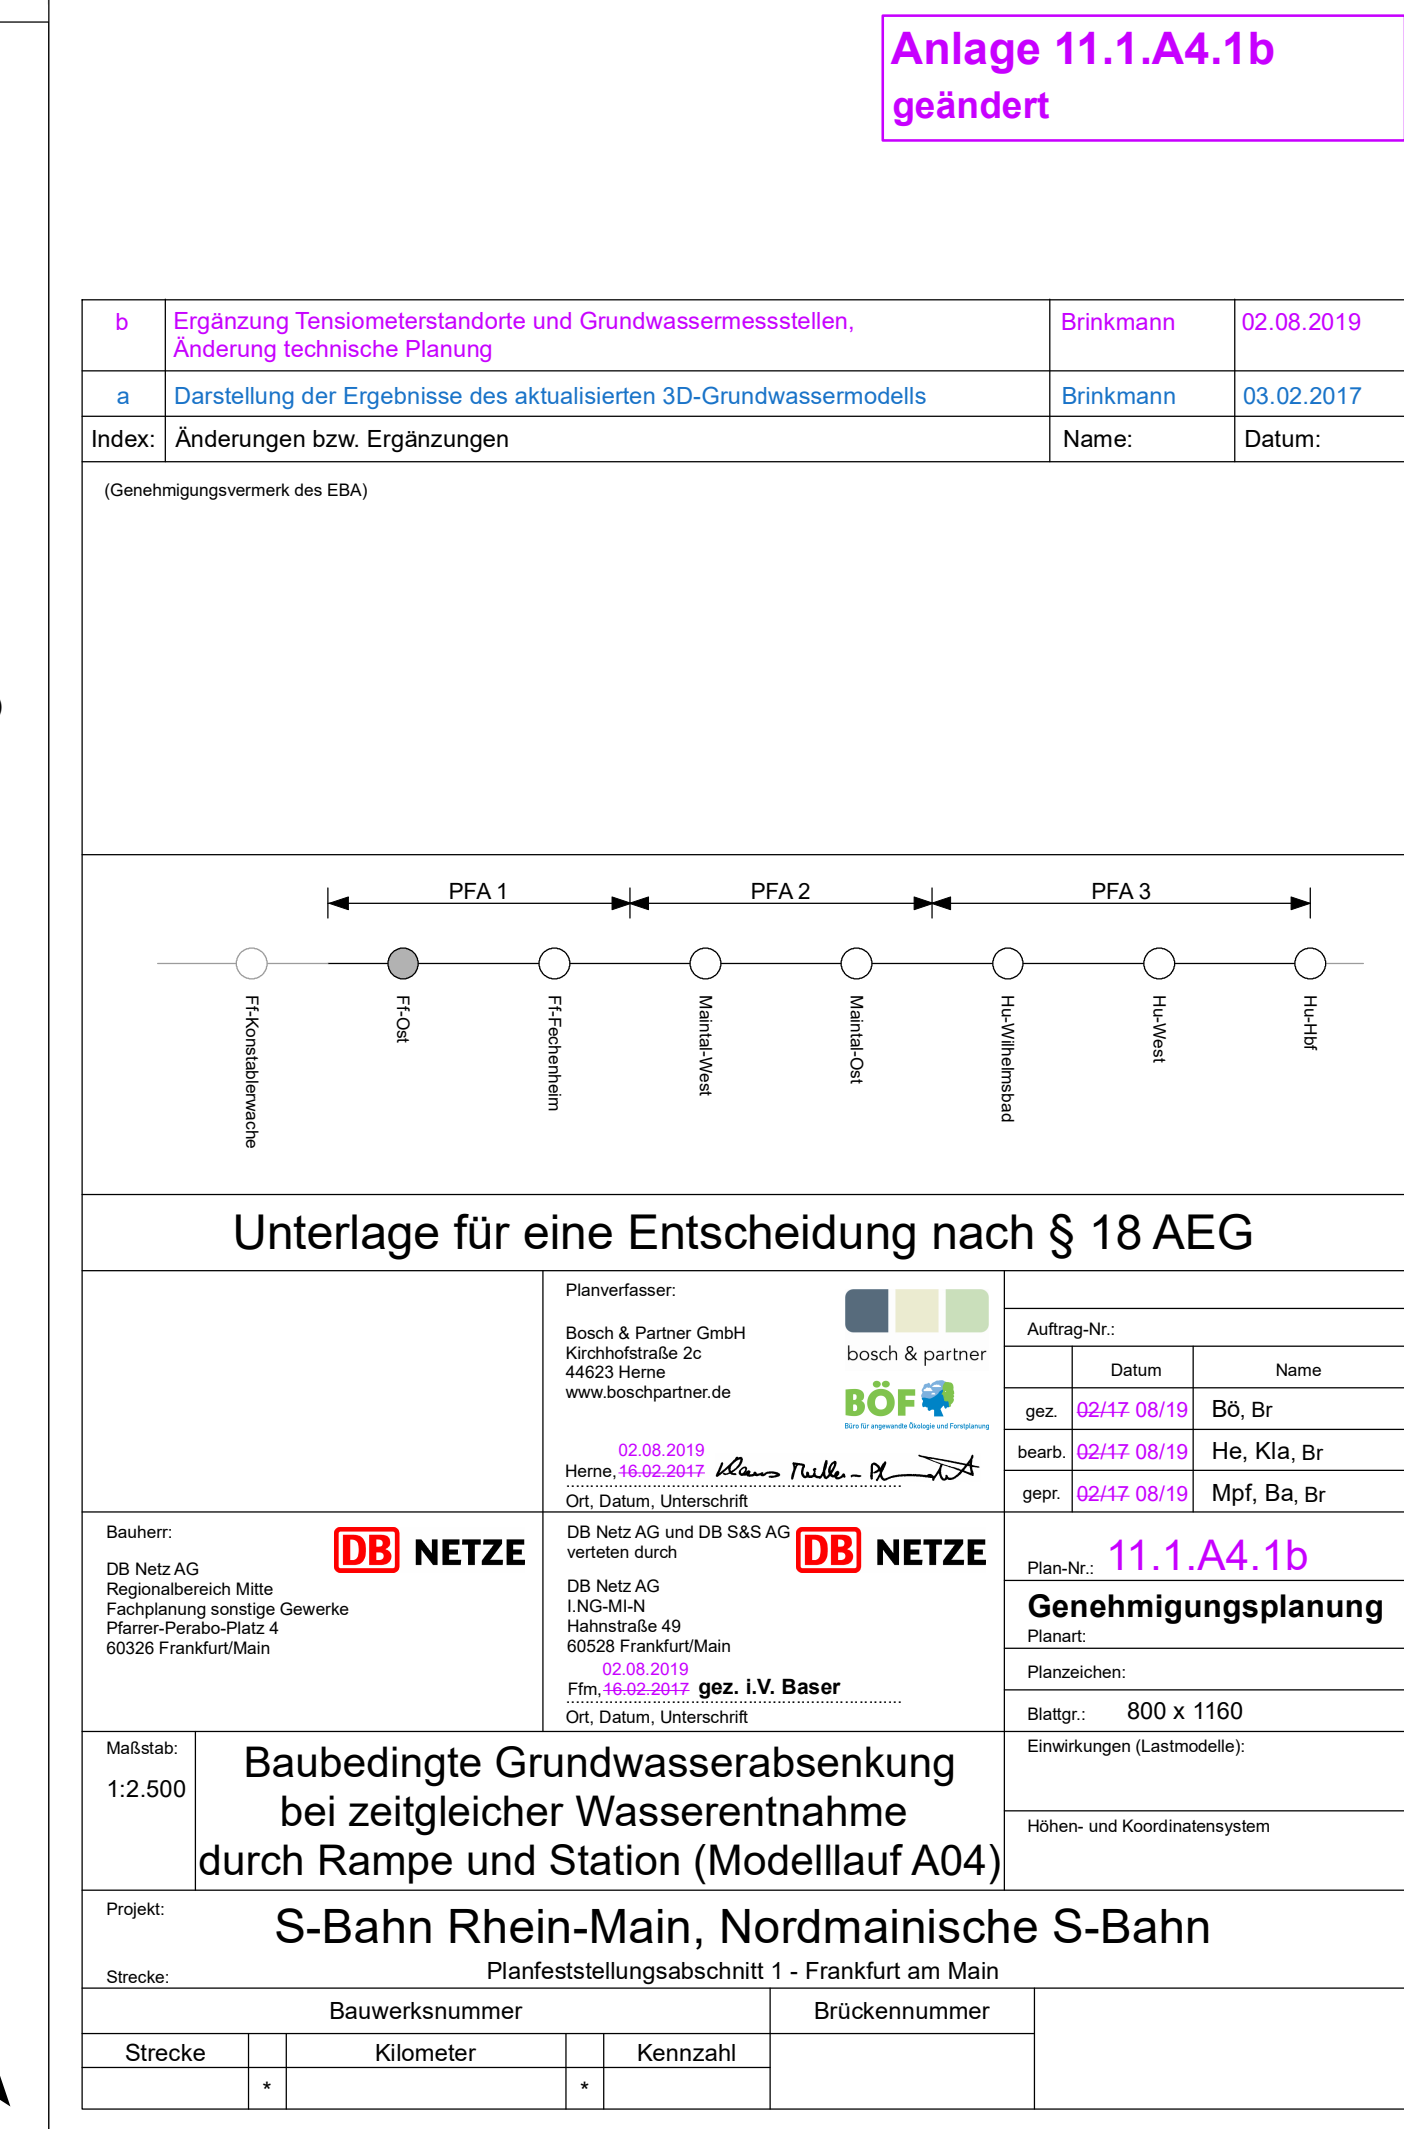 Anlage 11.1.A4.1b
geändert
b Ergänzung Tensiometerstandorte und Grundwassermessstellen, Brinkmann 02.08.2019
Änderung technische Planung
a Darstellung der Ergebnisse des aktualisierten 3D-Grundwassermodells Brinkmann 03.02.2017
Index: Änderungen bzw. Ergänzungen Name: Datum:
(Genehmigungsvermerk des EBA)
PFA 1 PFA 2 PFA 3
Ff-Konstablerwache
Ff-Ost
Ff-Fechenheim
Maintal-West
Maintal-Ost
Hu-Wilhelmsbad
Hu-West
Hu-Hbf
Unterlage für eine Entscheidung nach § 18 AEG
Planverfasser:
Bosch & Partner GmbH
Kirchhofstraße 2c
44623 Herne
www.boschpartner.de
bosch & partner
BÖF
Büro für angewandte Ökologie und Forstplanung
02.08.2019
Herne, 16.02.2017
Ort, Datum, Unterschrift
Auftrag-Nr.:
Datum Name
gez. 02/17 08/19 Bö, Br
bearb. 02/17 08/19 He, Kla, Br
gepr. 02/17 08/19 Mpf, Ba, Br
Bauherr:
DB NETZE
DB Netz AG
Regionalbereich Mitte
Fachplanung sonstige Gewerke
Pfarrer-Perabo-Platz 4
60326 Frankfurt/Main
DB Netz AG und DB S&S AG
verteten durch
DB NETZE
DB Netz AG
I.NG-MI-N
Hahnstraße 49
60528 Frankfurt/Main
02.08.2019
Ffm, 16.02.2017 gez. i.V. Baser
Ort, Datum, Unterschrift
Plan-Nr.: 11.1.A4.1b
Genehmigungsplanung
Planart:
Planzeichen:
Blattgr.: 800 x 1160
Maßstab:
1:2.500
Baubedingte Grundwasserabsenkung
bei zeitgleicher Wasserentnahme
durch Rampe und Station (Modelllauf A04)
Einwirkungen (Lastmodelle):
Höhen- und Koordinatensystem
Projekt:
S-Bahn Rhein-Main, Nordmainische S-Bahn
Strecke: Planfeststellungsabschnitt 1 - Frankfurt am Main
Bauwerksnummer Brückennummer
Strecke Kilometer Kennzahl
* *